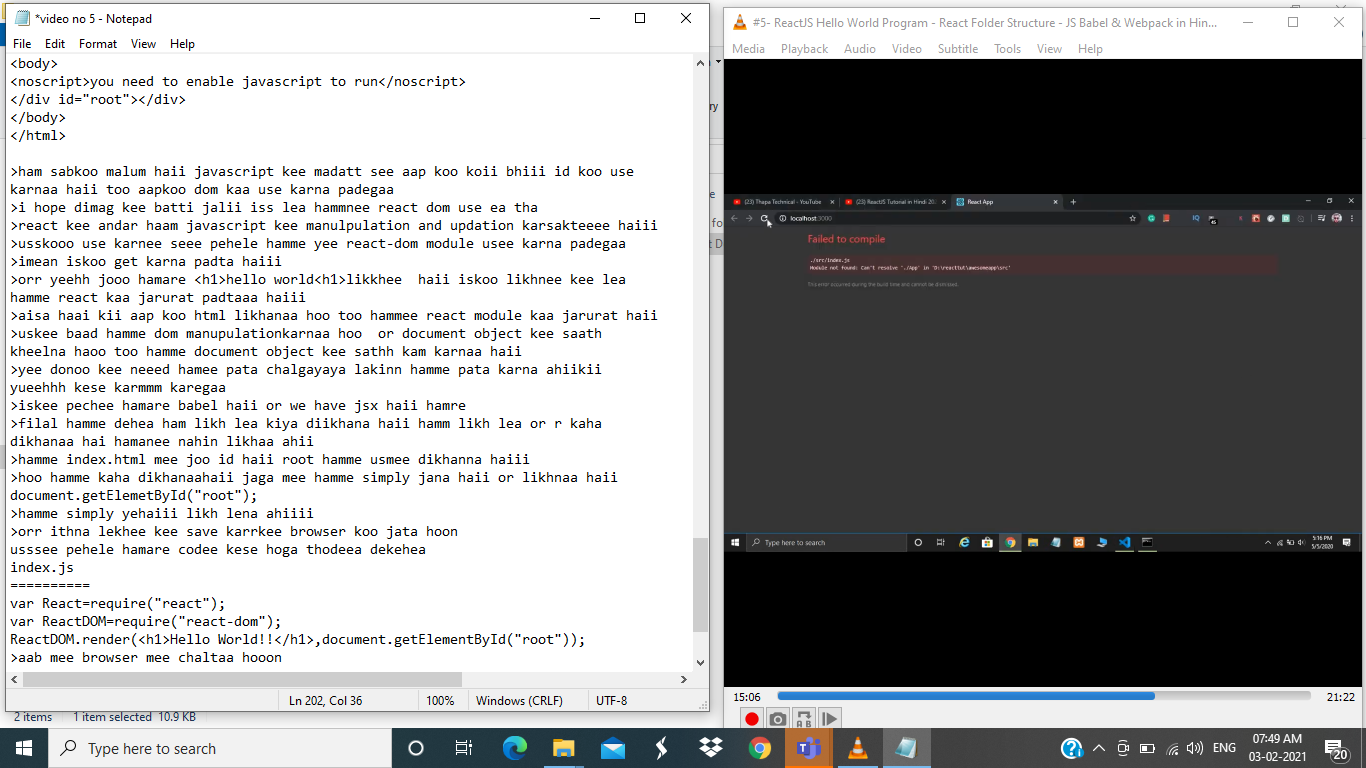 *video no 5 - Notepad
File Edit Format View Help
<body>
<noscript>you need to enable javascript to run</noscript>
</div id="root"></div>
</body>
</html>
>ham sabkoo malum haii javascript kee madatt see aap koo koii bhiii id koo use
karnaa haii too aapkoo dom kaa use karna padegaa
>i hope dimag kee batti jalii iss lea hammnee react dom use ea tha
>react kee andar haam javascript kee manulpulation and updation karsakteeee haiii
>usskooo use karnee seee pehele hamme yee react-dom module usee karna padegaa
>imean iskoo get karna padta haiii
>orr yeehh jooo hamare <h1>hello world<h1>likkhee  haii iskoo likhnee kee lea
hamme react kaa jarurat padtaaa haiii
>aisa haai kii aap koo html likhanaa hoo too hammee react module kaa jarurat haii
>uskee baad hamme dom manupulationkarnaa hoo  or document object kee saath
kheelna haoo too hamme document object kee sathh kam karnaa haii
>yee donoo kee neeed hamee pata chalgayaya lakinn hamme pata karna ahiikii
yueehhh kese karmmm karegaa
>iskee pechee hamare babel haii or we have jsx haii hamre
>filal hamme dehea ham likh lea kiya diikhana haii hamm likh lea or r kaha
dikhanaa hai hamanee nahin likhaa ahii
>hamme index.html mee joo id haii root hamme usmee dikhanna haiii
>hoo hamme kaha dikhanaahaii jaga mee hamme simply jana haii or likhnaa haii
document.getElemetById("root");
>hamme simply yehaiii likh lena ahiiii
>orr ithna lekhee kee save karrkee browser koo jata hoon
usssee pehele hamare codee kese hoga thodeea dekehea
index.js
==========
var React=require("react");
var ReactDOM=require("react-dom");
ReactDOM.render(<h1>Hello World!!</h1>,document.getElementById("root"));
>aab mee browser mee chaltaa hooon
Ln 202, Col 36 100% Windows (CRLF) UTF-8
2 items 1 item selected 10.9 KB
#5- ReactJS Hello World Program - React Folder Structure - JS Babel & Webpack in Hin...
Media Playback Audio Video Subtitle Tools View Help
(23) Thapa Technical - YouTube (23) ReactJS Tutorial in Hindi 20 React App
localhost:3000
Failed to compile
./src/index.js
Module not found: Can't resolve './App' in 'D:\reacttut\awesomeapp\src'
This error occurred during the build time and cannot be dismissed.
Type here to search 5:16 PM
5/5/2020
15:06 21:22
Type here to search ENG 07:49 AM
03-02-2021 20